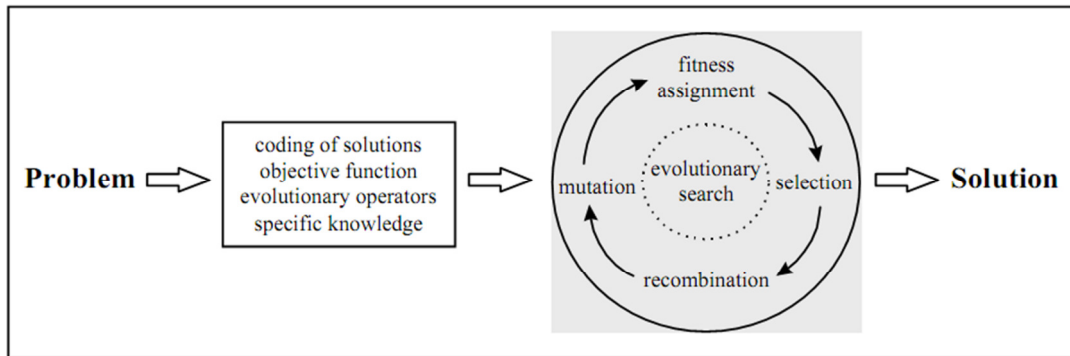 Problem
coding of solutions
objective function
evolutionary operators
specific knowledge
fitness
assignment
mutation
evolutionary
search
selection
recombination
Solution